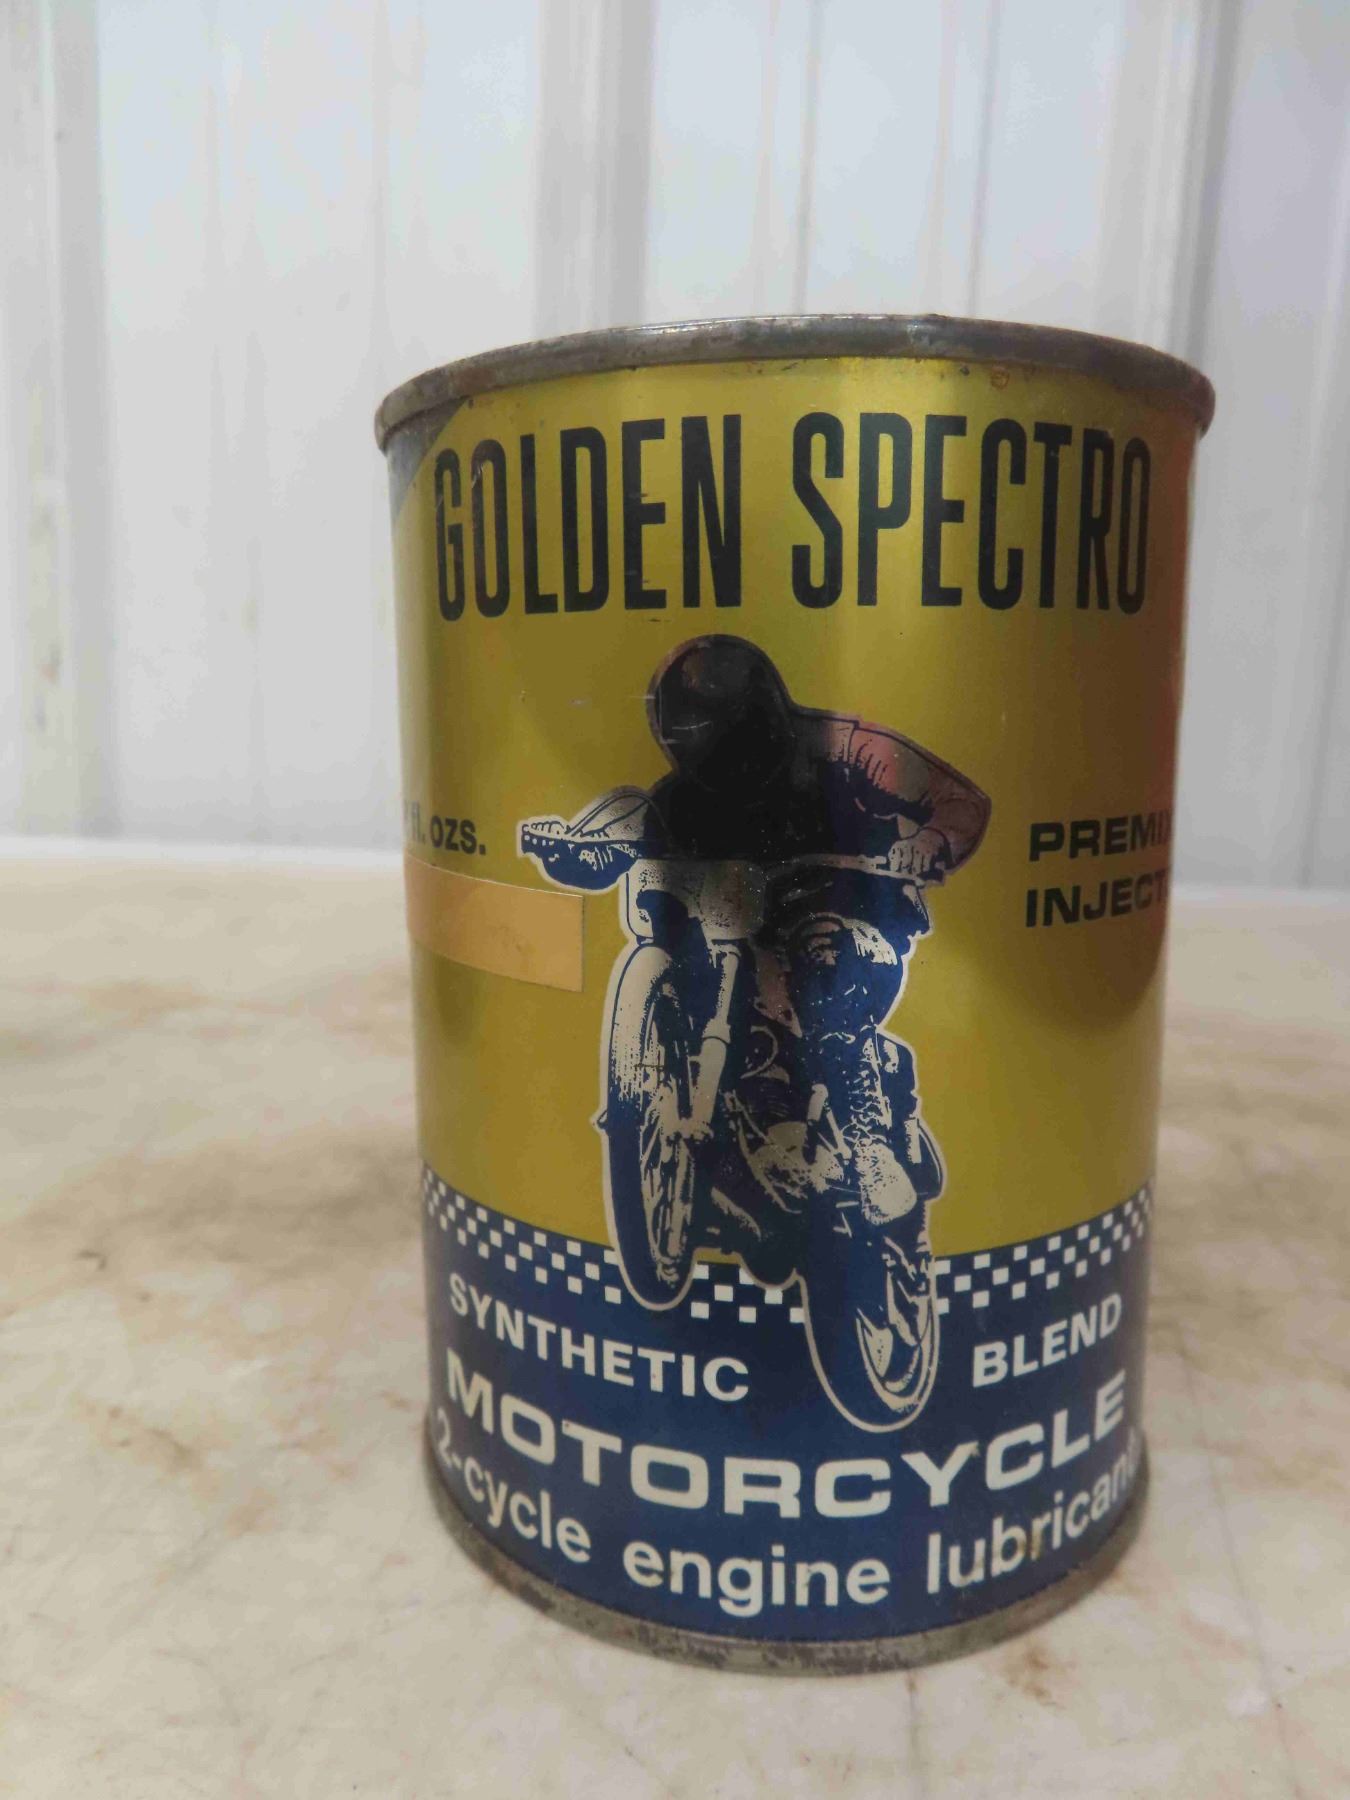 GOLDEN SPECTRO
fl. ozs.
PREMIX
INJECT
SYNTHETIC BLEND
MOTORCYCLE
2-cycle engine lubricant